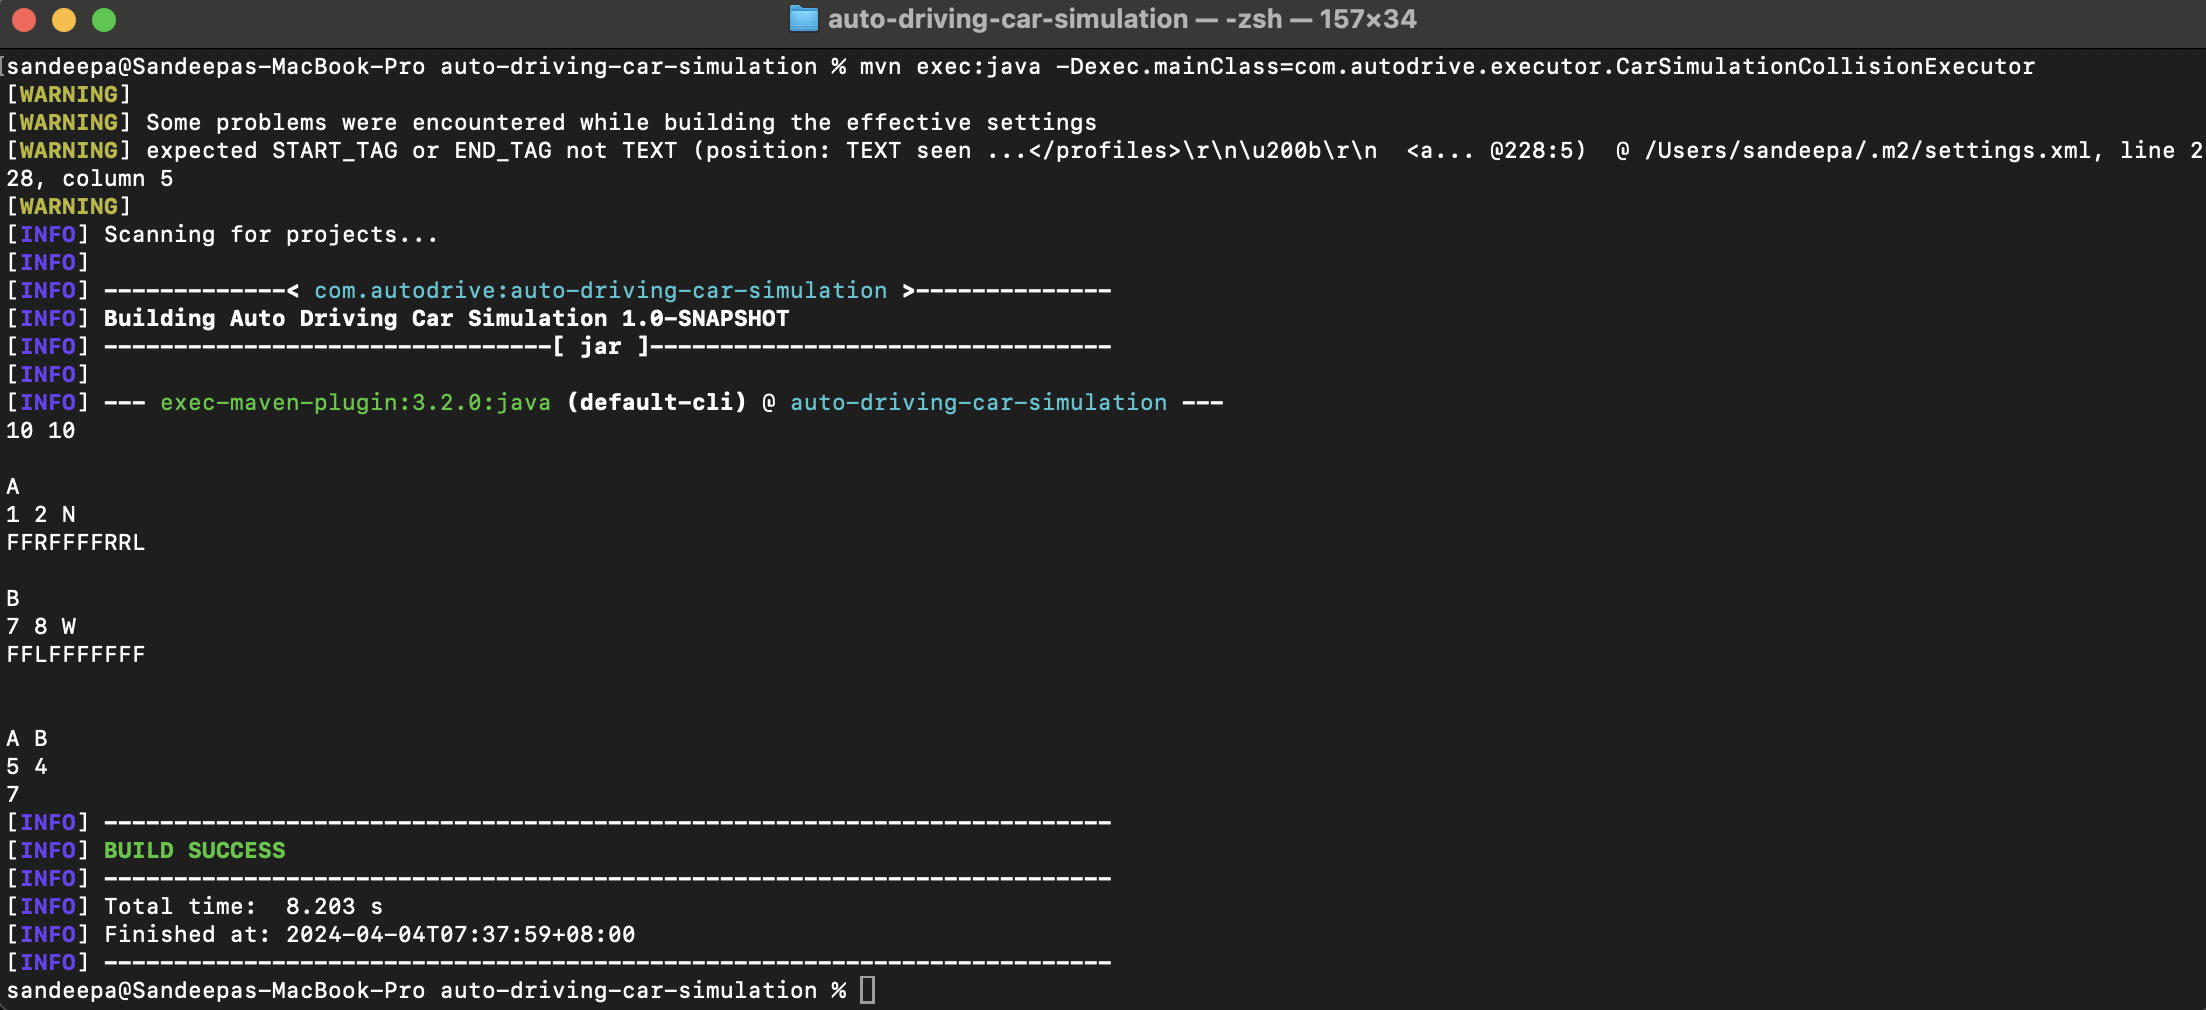 auto-driving-car-simulation — -zsh — 157×34
[sandeepa@Sandeepas-MacBook-Pro auto-driving-car-simulation % mvn exec:java -Dexec.mainClass=com.autodrive.executor.CarSimulationCollisionExecutor
[WARNING]
[WARNING] Some problems were encountered while building the effective settings
[WARNING] expected START_TAG or END_TAG not TEXT (position: TEXT seen ...</profiles>\r\n\u200b\r\n  <a... @228:5)  @ /Users/sandeepa/.m2/settings.xml, line 2
28, column 5
[WARNING]
[INFO] Scanning for projects...
[INFO]
[INFO] -------------< com.autodrive:auto-driving-car-simulation >--------------
[INFO] Building Auto Driving Car Simulation 1.0-SNAPSHOT
[INFO] --------------------------------[ jar ]---------------------------------
[INFO]
[INFO] --- exec-maven-plugin:3.2.0:java (default-cli) @ auto-driving-car-simulation ---
10 10
A
1 2 N
FFRFFFFRRL
B
7 8 W
FFLFFFFFFF
A B
5 4
7
[INFO] ------------------------------------------------------------------------
[INFO] BUILD SUCCESS
[INFO] ------------------------------------------------------------------------
[INFO] Total time:  8.203 s
[INFO] Finished at: 2024-04-04T07:37:59+08:00
[INFO] ------------------------------------------------------------------------
sandeepa@Sandeepas-MacBook-Pro auto-driving-car-simulation %